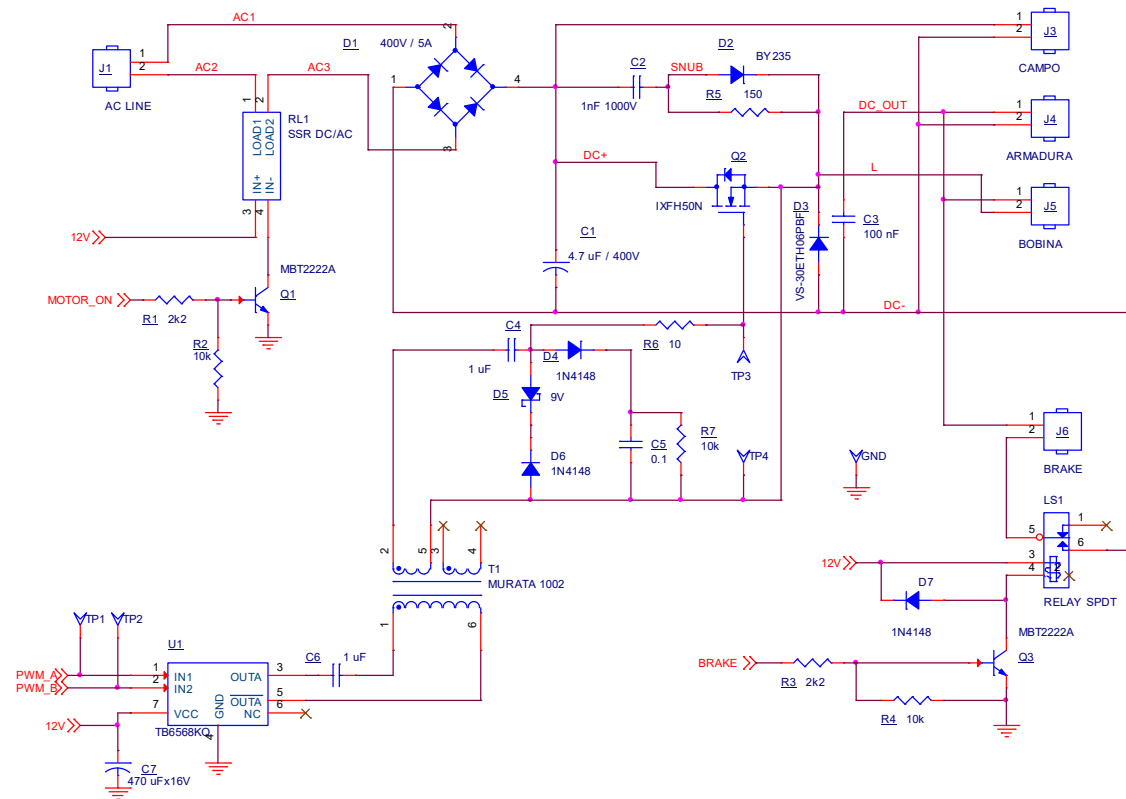 AC1
J1
1
2
AC LINE
AC2
AC3
D1
400V / 5A
2
1
4
3
1
2
RL1
SSR DC/AC
LOAD1
LOAD2
IN+
IN-
3
4
12V
MBT2222A
MOTOR_ON
R1
2k2
Q1
R2
10k
C2
1nF 1000V
SNUB
D2
BY235
R5
150
DC+
Q2
IXFH50N
C1
4.7 uF / 400V
D3
VS-30ETH06PBF
C3
100 nF
DC_OUT
L
DC-
1
2
J3
CAMPO
1
2
J4
ARMADURA
1
2
J5
BOBINA
C4
1 uF
R6
10
TP3
D4
1N4148
D5
9V
D6
1N4148
C5
0.1
R7
10k
TP4
GND
1
2
J6
BRAKE
LS1
1
5
6
3
4
2
RELAY SPDT
12V
D7
1N4148
MBT2222A
BRAKE
R3
2k2
Q3
R4
10k
2
5
3
4
T1
MURATA 1002
1
6
TP1
TP2
U1
C6
1 uF
PWM_A
PWM_B
1
2
IN1
IN2
OUTA
OUTA
NC
3
5
6
7
VCC
GND
4
12V
TB6568KQ
C7
470 uFx16V